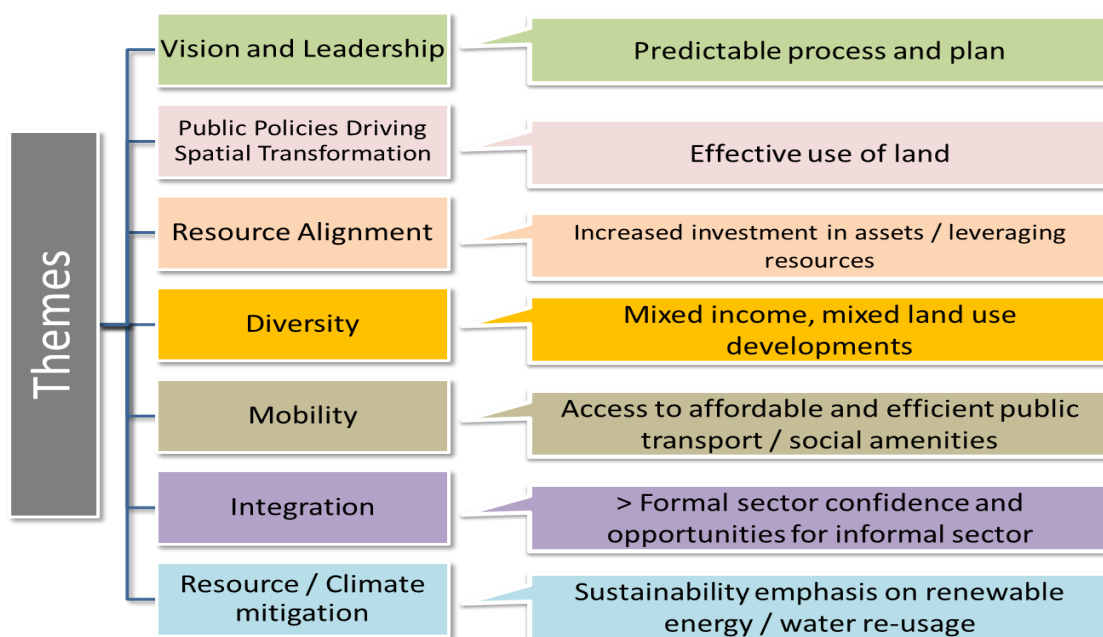 Themes
Vision and Leadership
Predictable process and plan
Public Policies Driving
Spatial Transformation
Effective use of land
Resource Alignment
Increased investment in assets / leveraging
resources
Diversity
Mixed income, mixed land use
developments
Mobility
Access to affordable and efficient public
transport / social amenities
Integration
> Formal sector confidence and
opportunities for informal sector
Resource / Climate
mitigation
Sustainability emphasis on renewable
energy / water re-usage